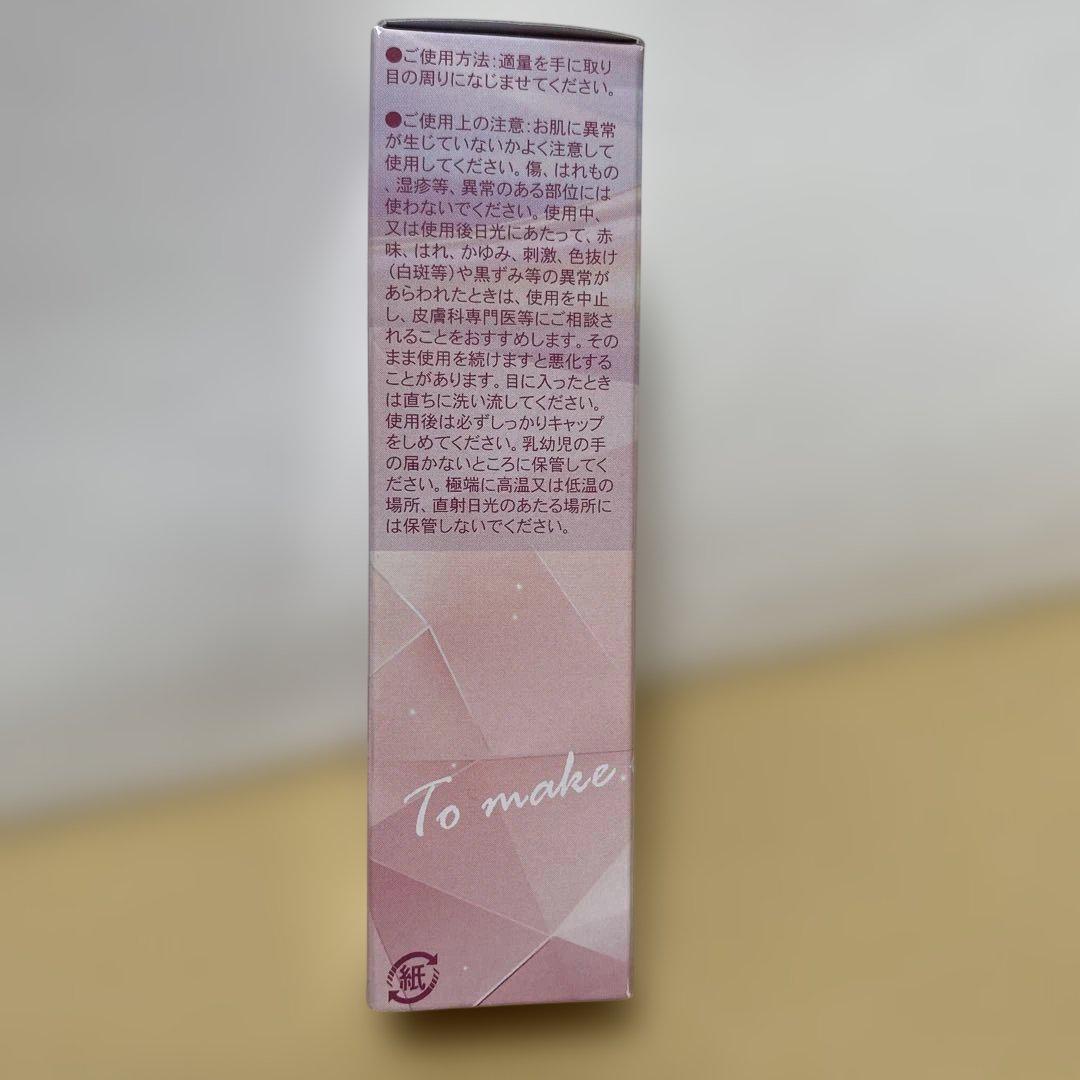 ●ご使用方法:適量を手に取り
目の周りになじませてください。
●ご使用上の注意:お肌に異常
が生じていないかよく注意して
使用してください。傷、はれもの
、湿疹等、異常のある部位には
使わないでください。使用中、
又は使用後日光にあたって、赤
味、はれ、かゆみ、刺激、色抜け
(白斑等)や黒ずみ等の異常が
あらわれたときは、使用を中止
し、皮膚科専門医等にご相談さ
れることをおすすめします。その
まま使用を続けますと悪化する
ことがあります。目に入ったとき
は直ちに洗い流してください。
使用後は必ずしっかりキャップ
をしめてください。乳幼児の手
の届かないところに保管してく
ださい。極端に高温又は低温の
場所、直射日光のあたる場所に
は保管しないでください。
To make.
紙